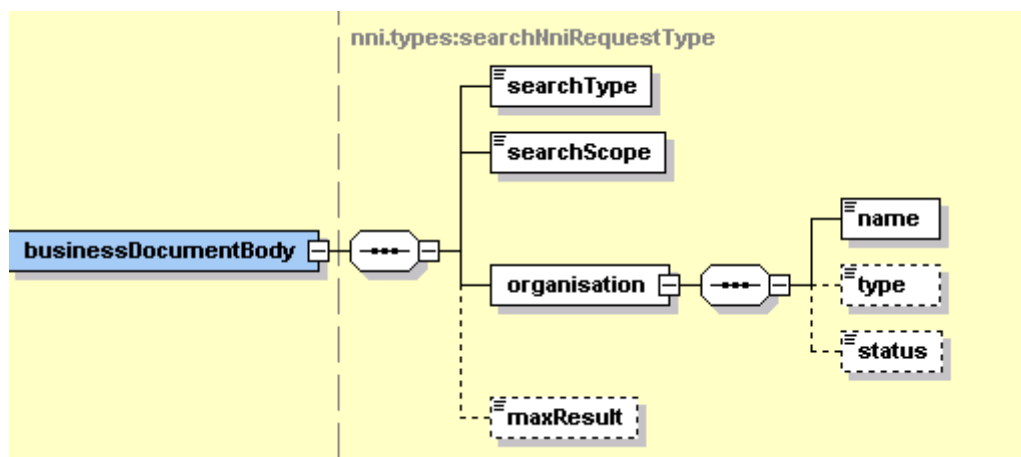 nni.types:searchNniRequestType
searchType
searchScope
businessDocumentBody
organisation
name
type
status
maxResult